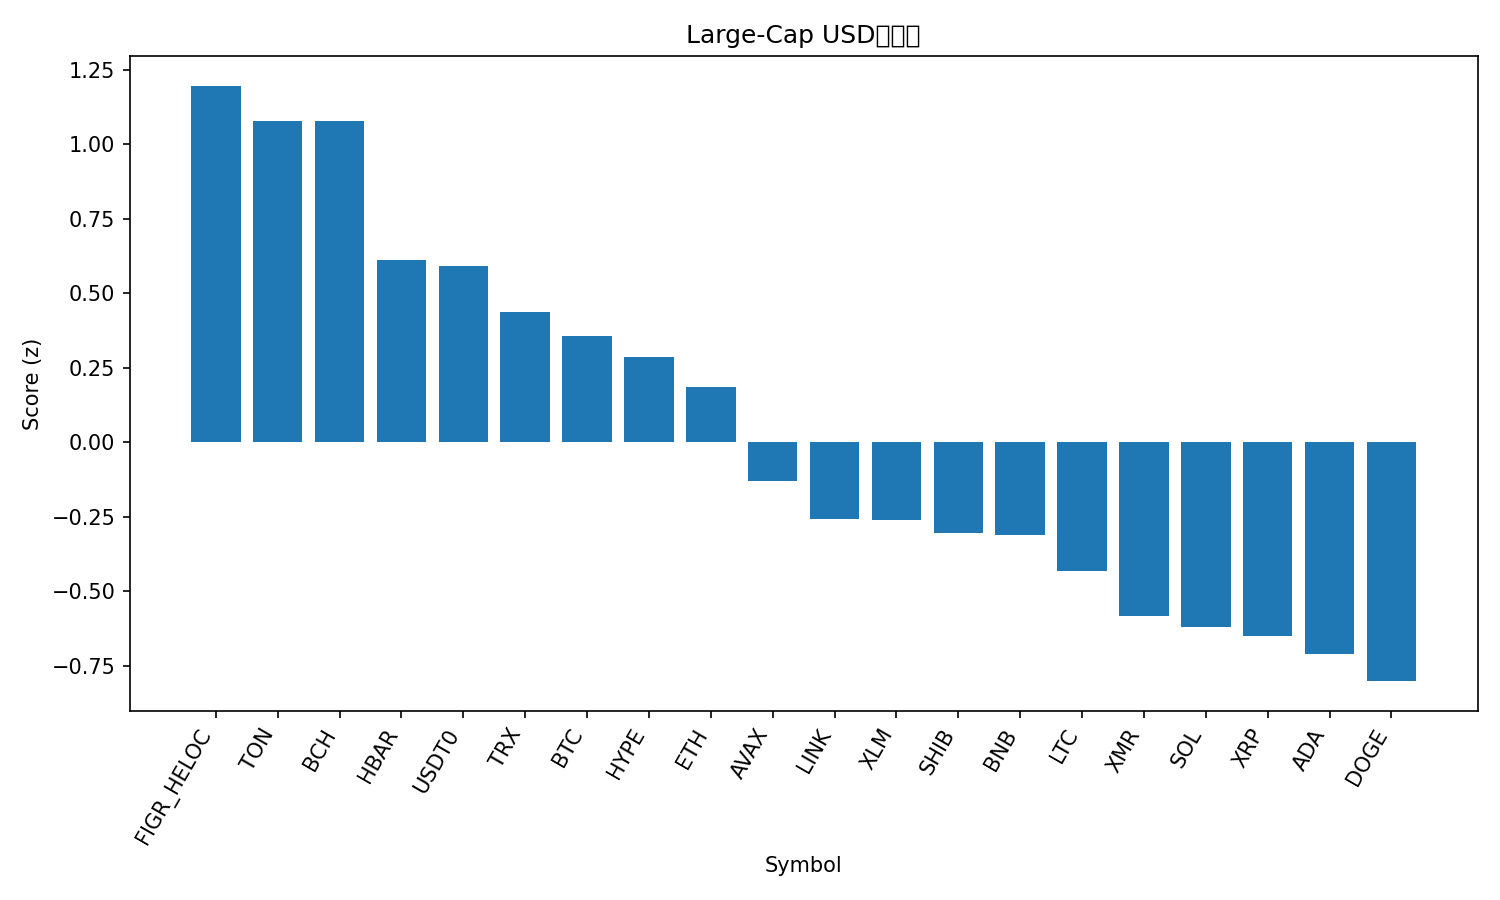 Large-Cap USD
1.25
1.00
0.75
0.50
0.25
0.00
−0.25
−0.50
−0.75
Score (z)
FIGR_HELOC
TON
BCH
HBAR
USDT0
TRX
BTC
HYPE
ETH
AVAX
LINK
XLM
SHIB
BNB
LTC
XMR
SOL
XRP
ADA
DOGE
Symbol